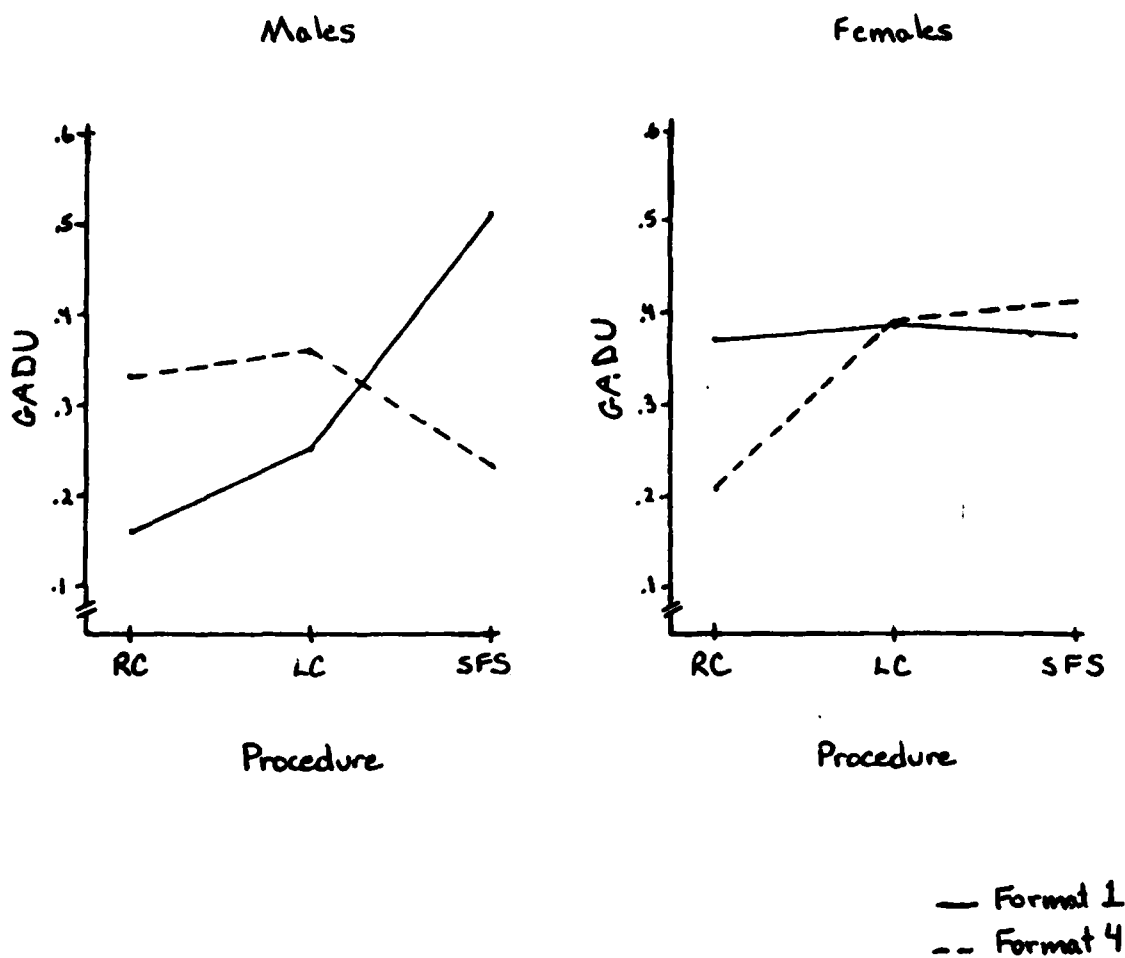 Males
Females
.6
.5
.4
.3
.2
.1
GADU
RC LC SFS
Procedure
.6
.5
.4
.3
.2
.1
GADU
RC LC SFS
Procedure
Format 1
Format 4